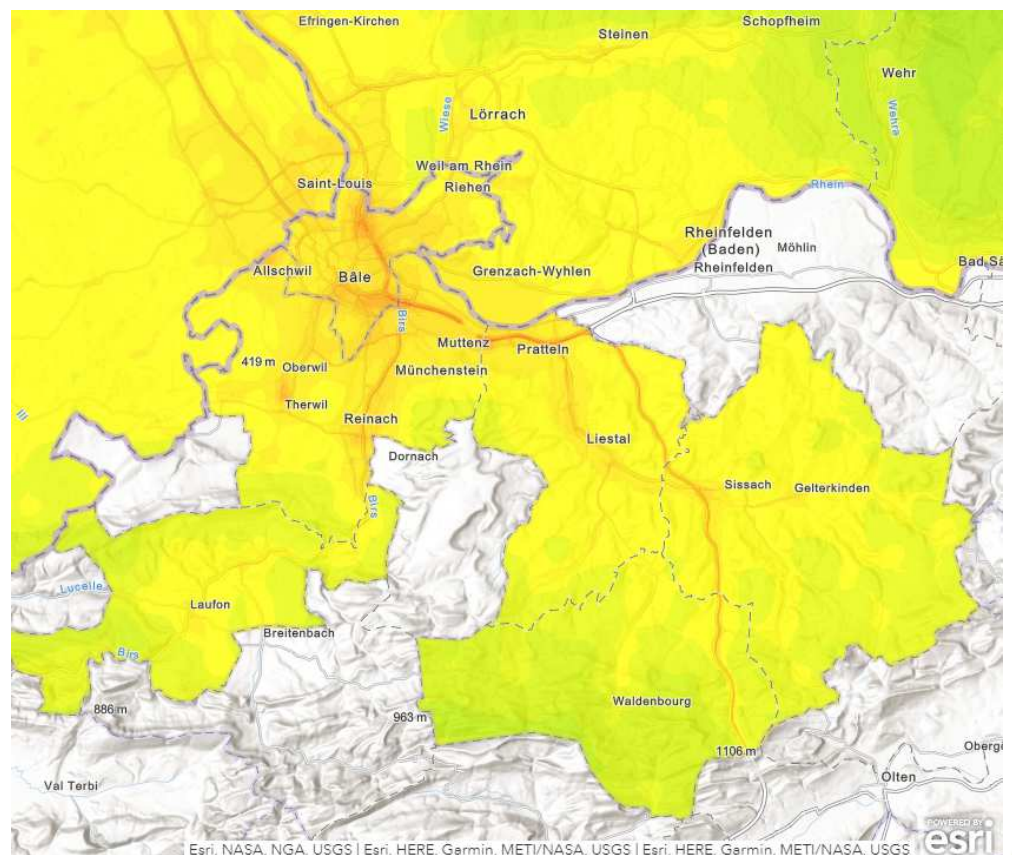 Efringen-Kirchen
Schopfheim
Steinen
Wehr
Wiese
Wehra
Lörrach
Weil am Rhein
Saint-Louis
Riehen
Rhein
Rheinfelden
(Baden)
Möhlin
Allschwil
Bâle
Grenzach-Wyhlen
Rheinfelden
Bad Sä
Birs
Muttenz
Pratteln
419 m
Oberwil
Münchenstein
Therwil
Reinach
Ill
Liestal
Dornach
Sissach
Gelterkinden
Birs
Lucelle
Laufon
Breitenbach
Birs
886 m
963 m
Waldenbourg
1106 m
Oberg
Val Terbi
Olten
POWERED BY
esri
Esri, NASA, NGA, USGS | Esri, HERE, Garmin, METI/NASA, USGS | Esri, HERE, Garmin, METI/NASA, USGS